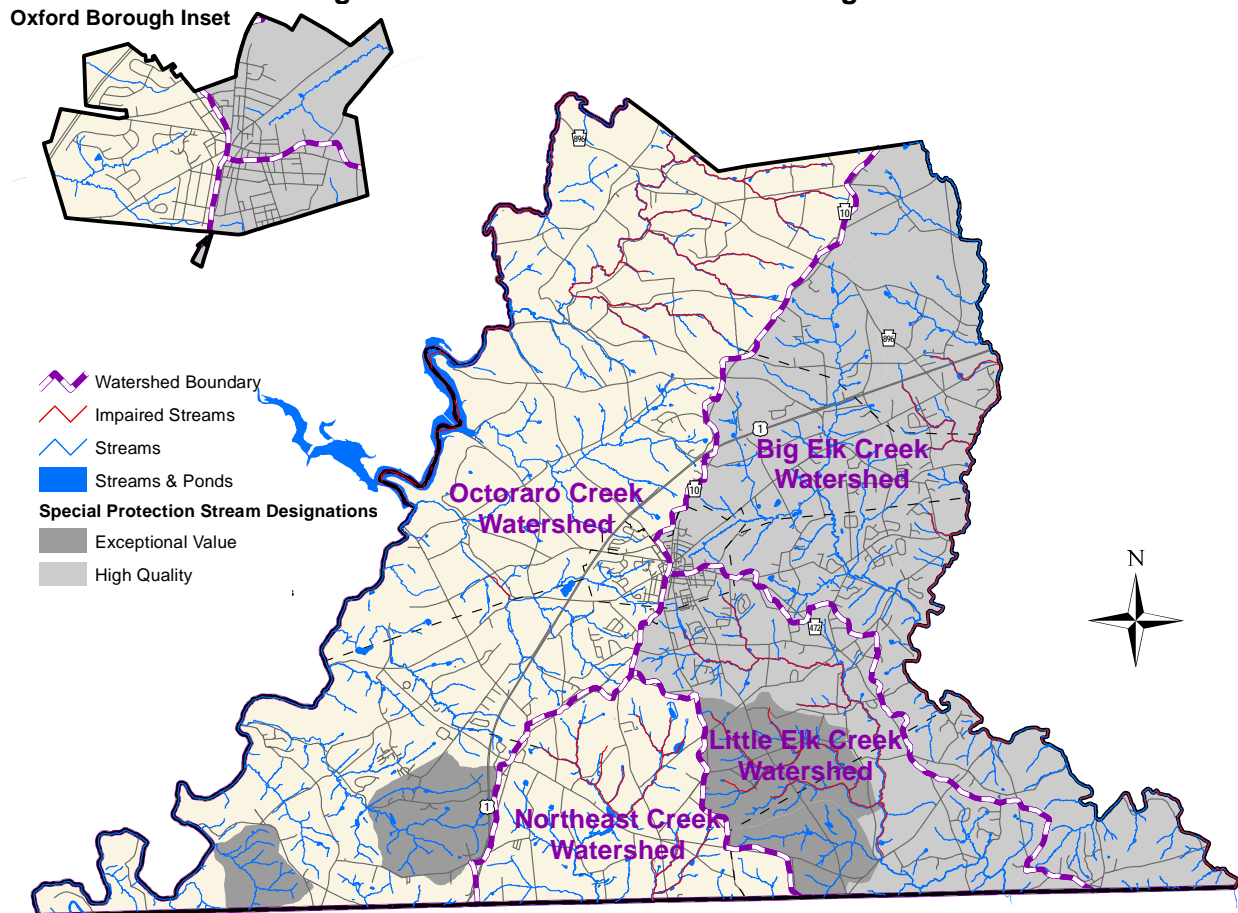 Oxford Borough Inset
896
10
896
Watershed Boundary
Impaired Streams
Streams
Streams & Ponds
Special Protection Stream Designations
Exceptional Value
High Quality
1
Big Elk Creek
Watershed
10
Octoraro Creek
Watershed
N
472
Little Elk Creek
Watershed
1
Northeast Creek
Watershed